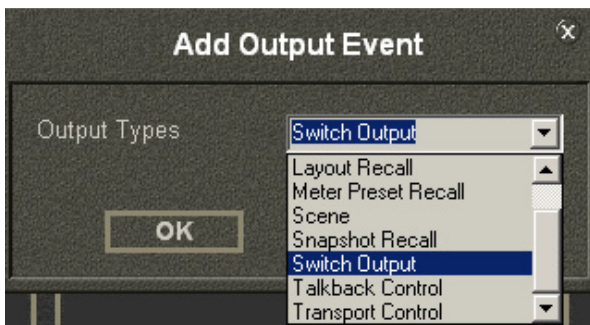 Add Output Event
x
Output Types
Switch Output
Layout Recall
Meter Preset Recall
Scene
Snapshot Recall
Switch Output
Talkback Control
Transport Control
OK